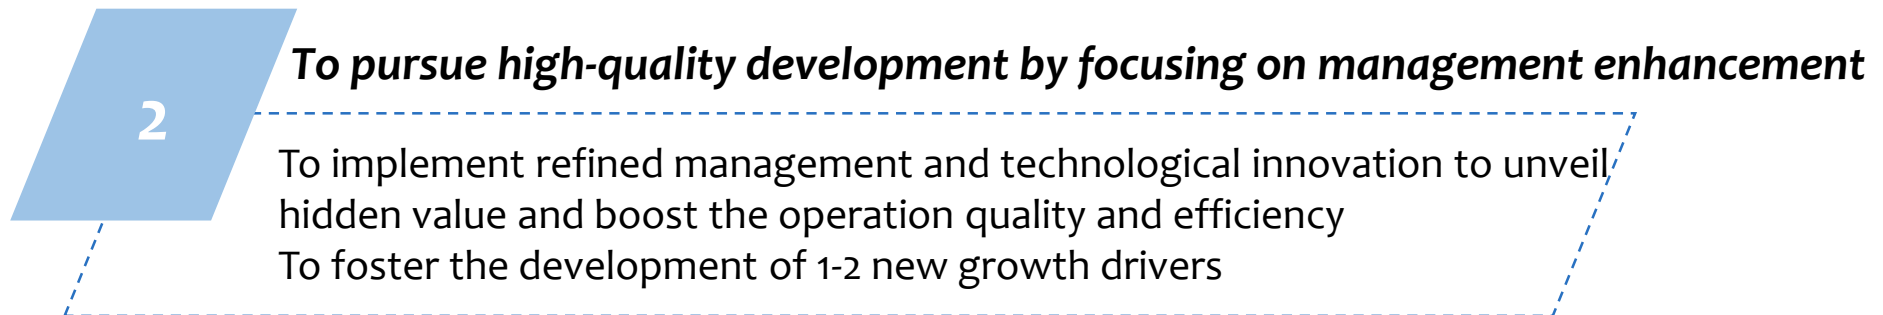 2
To pursue high-quality development by focusing on management enhancement
To implement refined management and technological innovation to unveil
hidden value and boost the operation quality and efficiency
To foster the development of 1-2 new growth drivers